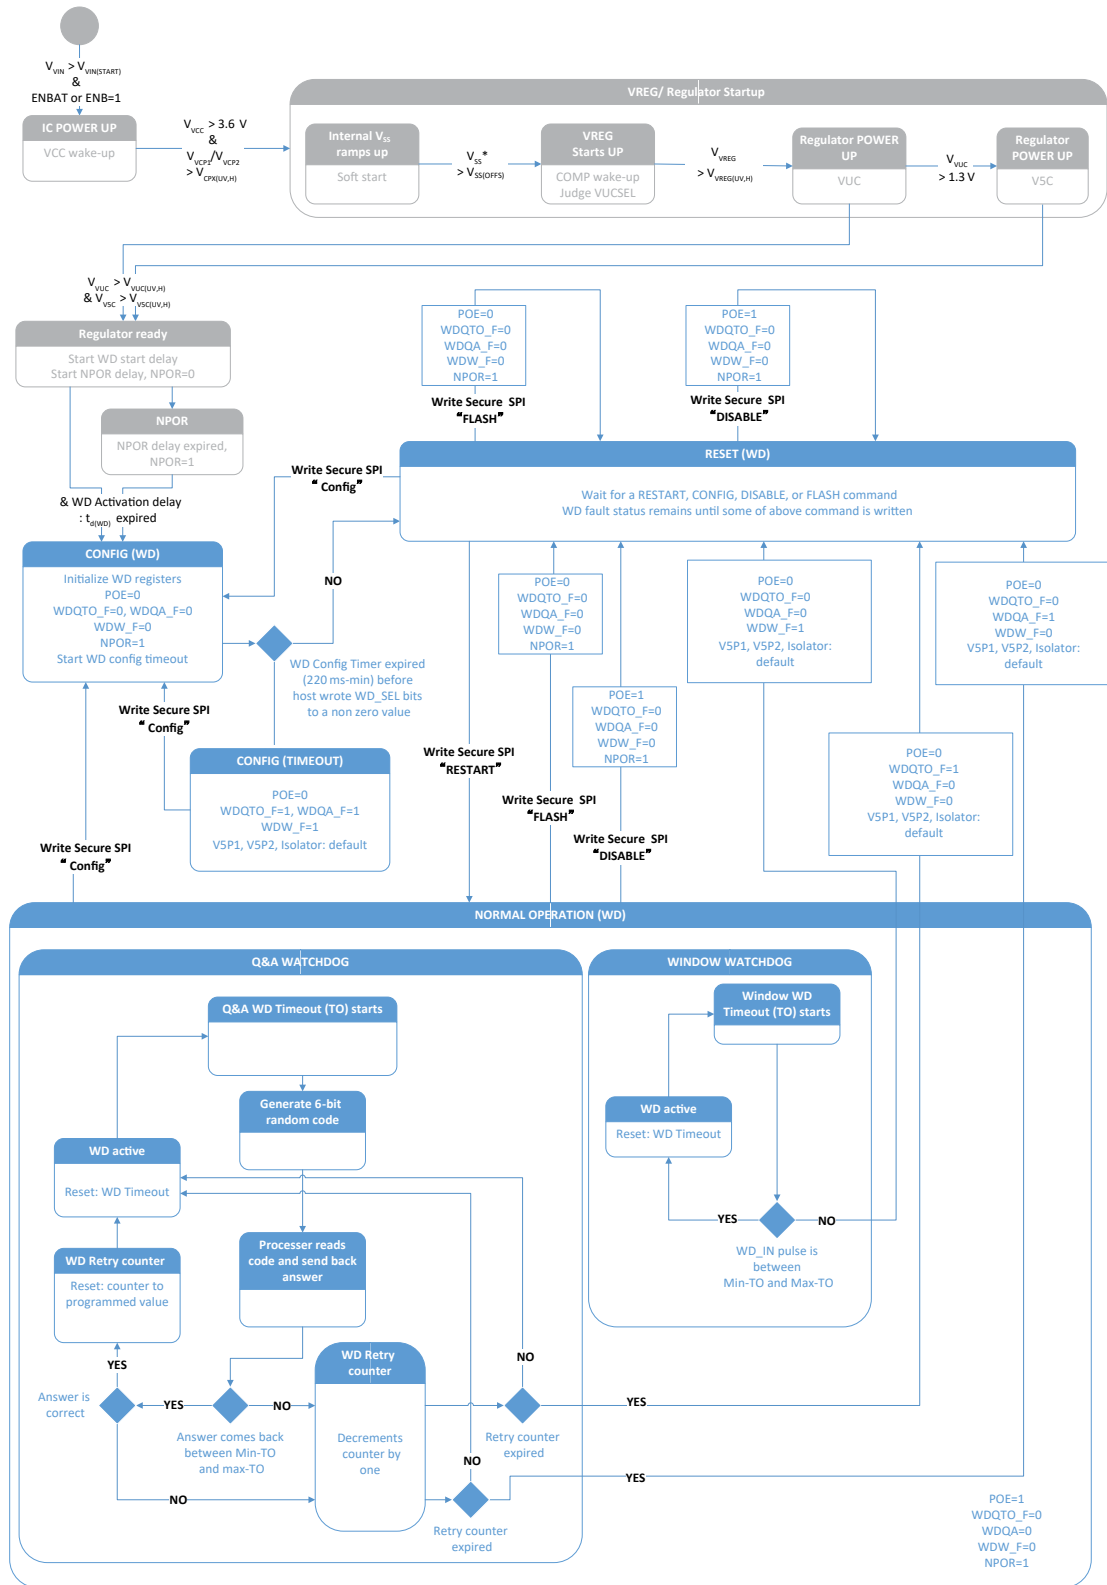 V_VIN > V_VIN(START)
&
ENBAT or ENB=1
IC POWER UP
VCC wake-up
V_VCC > 3.6 V
&
V_VCP1/V_VCP2
> V_CPX(UV,H)
VREG/ Regulator Startup
Internal V_SS
ramps up
Soft start
V_SS*
> V_SS(OFFS)
VREG
Starts UP
COMP wake-up
Judge VUCSEL
V_VREG
> V_VREG(UV,H)
Regulator POWER
UP
VUC
V_VUC
> 1.3 V
Regulator
POWER UP
V5C
V_VUC > V_VUC(UV,H)
& V_V5C > V_V5C(UV,H)
Regulator ready
Start WD start delay
Start NPOR delay, NPOR=0
NPOR
NPOR delay expired,
NPOR=1
& WD Activation delay
: t_d(WD) expired
POE=0
WDQTO_F=0
WDQA_F=0
WDW_F=0
NPOR=1
Write Secure SPI
“FLASH”
POE=1
WDQTO_F=0
WDQA_F=0
WDW_F=0
NPOR=1
Write Secure SPI
“DISABLE”
RESET (WD)
Wait for a RESTART, CONFIG, DISABLE, or FLASH command
WD fault status remains until some of above command is written
Write Secure SPI
“ Config”
CONFIG (WD)
Initialize WD registers
POE=0
WDQTO_F=0, WDQA_F=0
WDW_F=0
NPOR=1
Start WD config timeout
NO
WD Config Timer expired
(220 ms-min) before
host wrote WD_SEL bits
to a non zero value
Write Secure SPI
“ Config”
CONFIG (TIMEOUT)
POE=0
WDQTO_F=1, WDQA_F=1
WDW_F=1
V5P1, V5P2, Isolator: default
Write Secure SPI
“ Config”
Write Secure SPI
“RESTART”
POE=0
WDQTO_F=0
WDQA_F=0
WDW_F=0
NPOR=1
Write Secure SPI
“FLASH”
POE=1
WDQTO_F=0
WDQA_F=0
WDW_F=0
NPOR=1
Write Secure SPI
“DISABLE”
POE=0
WDQTO_F=0
WDQA_F=0
WDW_F=1
V5P1, V5P2, Isolator:
default
POE=0
WDQTO_F=1
WDQA_F=0
WDW_F=0
V5P1, V5P2, Isolator:
default
POE=0
WDQTO_F=0
WDQA_F=1
WDW_F=0
V5P1, V5P2, Isolator:
default
NORMAL OPERATION (WD)
Q&A WATCHDOG
Q&A WD Timeout (TO) starts
Generate 6-bit
random code
WD active
Reset: WD Timeout
Processer reads
code and send back
answer
WD Retry counter
Reset: counter to
programmed value
YES
Answer is
correct
YES
NO
Answer comes back
between Min-TO
and max-TO
NO
WD Retry
counter
Decrements
counter by
one
NO
YES
Retry counter
expired
NO
YES
Retry counter
expired
WINDOW WATCHDOG
Window WD
Timeout (TO) starts
WD active
Reset: WD Timeout
YES
NO
WD_IN pulse is
between
Min-TO and Max-TO
POE=1
WDQTO_F=0
WDQA=0
WDW_F=0
NPOR=1